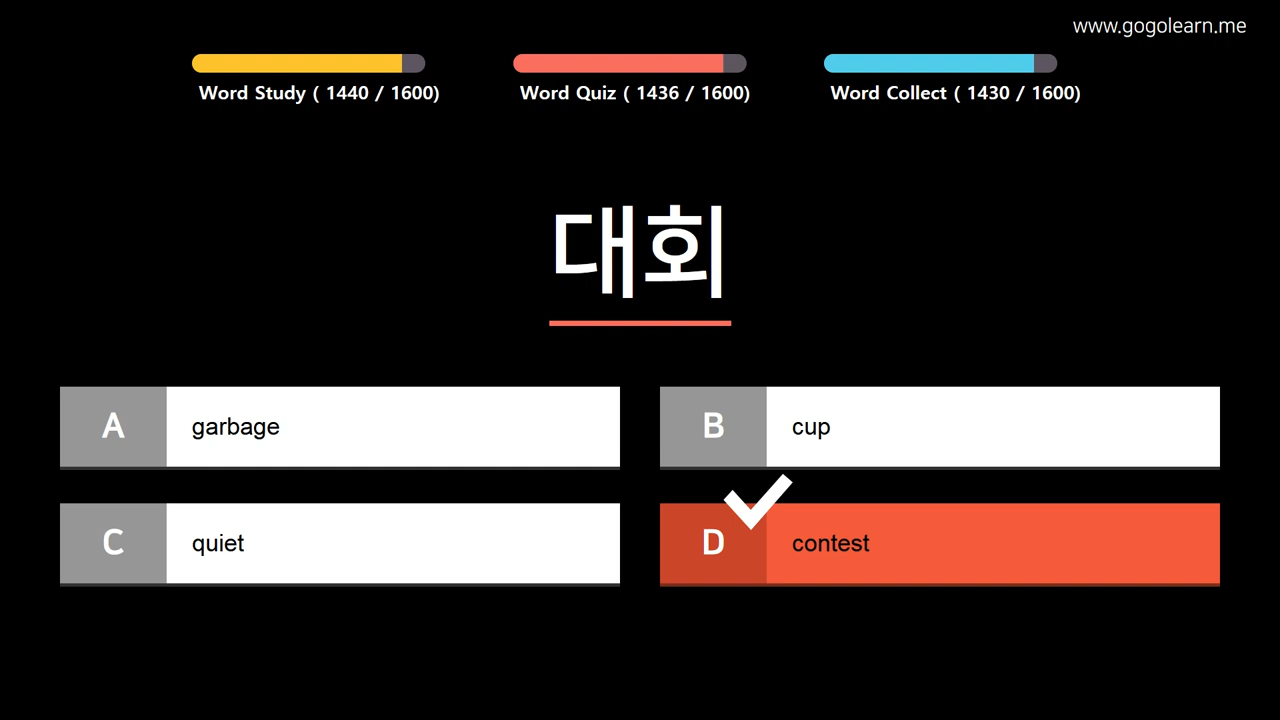 www.gogolearn.me
Word Study ( 1440 / 1600)
Word Quiz ( 1436 / 1600)
Word Collect ( 1430 / 1600)
대회
A garbage
B cup
C quiet
D contest